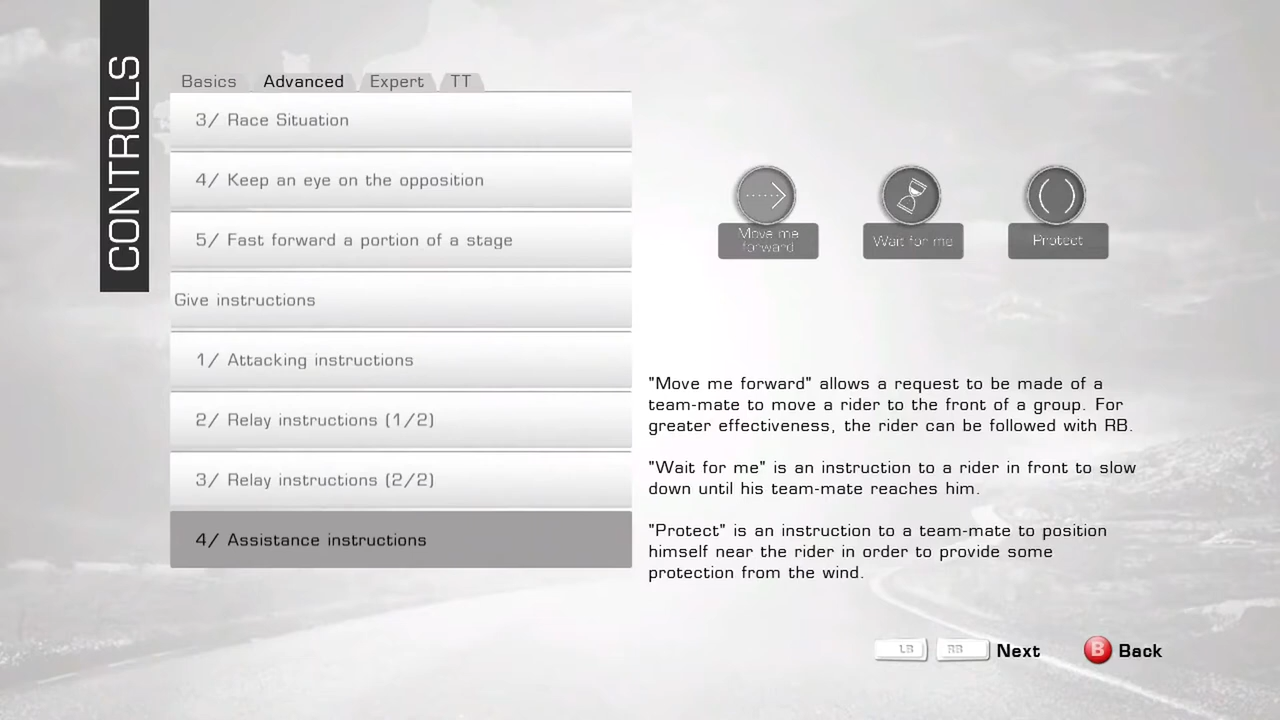 CONTROLS
Basics Advanced Expert TT
3/ Race Situation
4/ Keep an eye on the opposition
5/ Fast forward a portion of a stage
Give instructions
1/ Attacking instructions
2/ Relay instructions (1/2)
3/ Relay instructions (2/2)
4/ Assistance instructions
Move me
forward
Wait for me
Protect
"Move me forward" allows a request to be made of a
team-mate to move a rider to the front of a group. For
greater effectiveness, the rider can be followed with RB.
"Wait for me" is an instruction to a rider in front to slow
down until his team-mate reaches him.
"Protect" is an instruction to a team-mate to position
himself near the rider in order to provide some
protection from the wind.
LB RB Next B Back